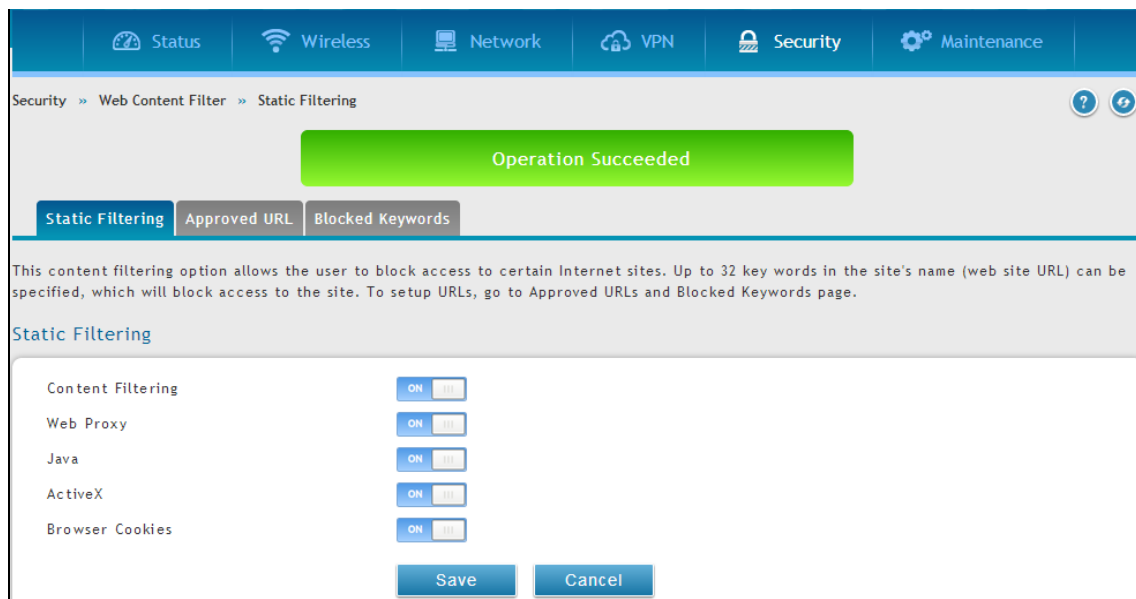 Status Wireless Network VPN Security Maintenance
Security » Web Content Filter » Static Filtering
?
Operation Succeeded
Static Filtering Approved URL Blocked Keywords
This content filtering option allows the user to block access to certain Internet sites. Up to 32 key words in the site's name (web site URL) can be
specified, which will block access to the site. To setup URLs, go to Approved URLs and Blocked Keywords page.
Static Filtering
Content Filtering ON
Web Proxy ON
Java ON
ActiveX ON
Browser Cookies ON
Save Cancel